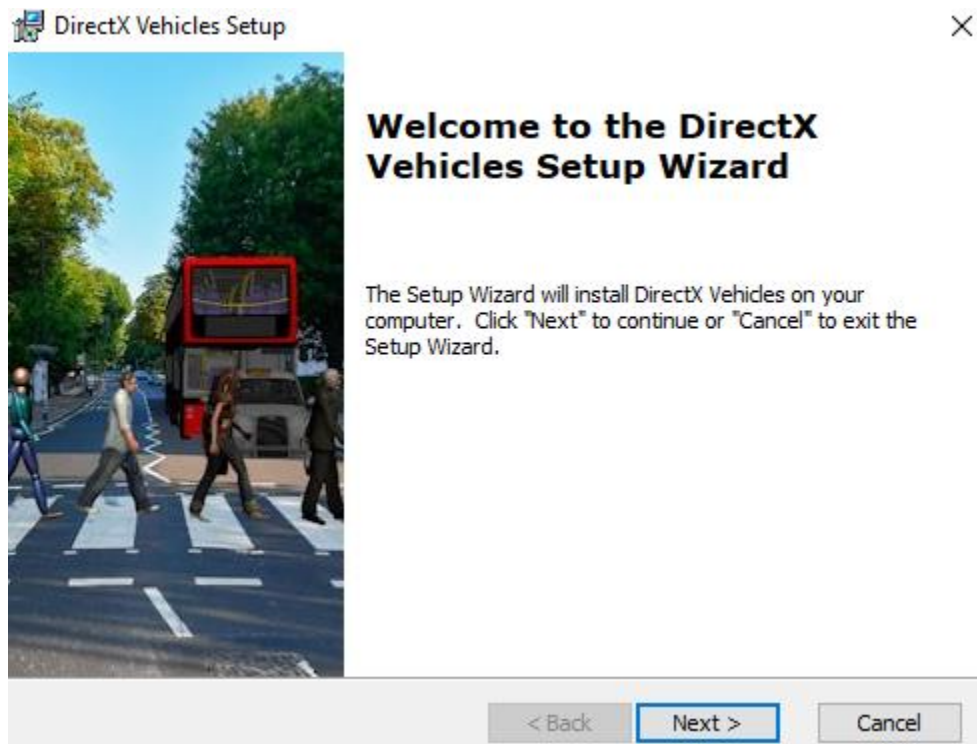 DirectX Vehicles Setup
Welcome to the DirectX
Vehicles Setup Wizard
The Setup Wizard will install DirectX Vehicles on your
computer. Click "Next" to continue or "Cancel" to exit the
Setup Wizard.
< Back
Next >
Cancel